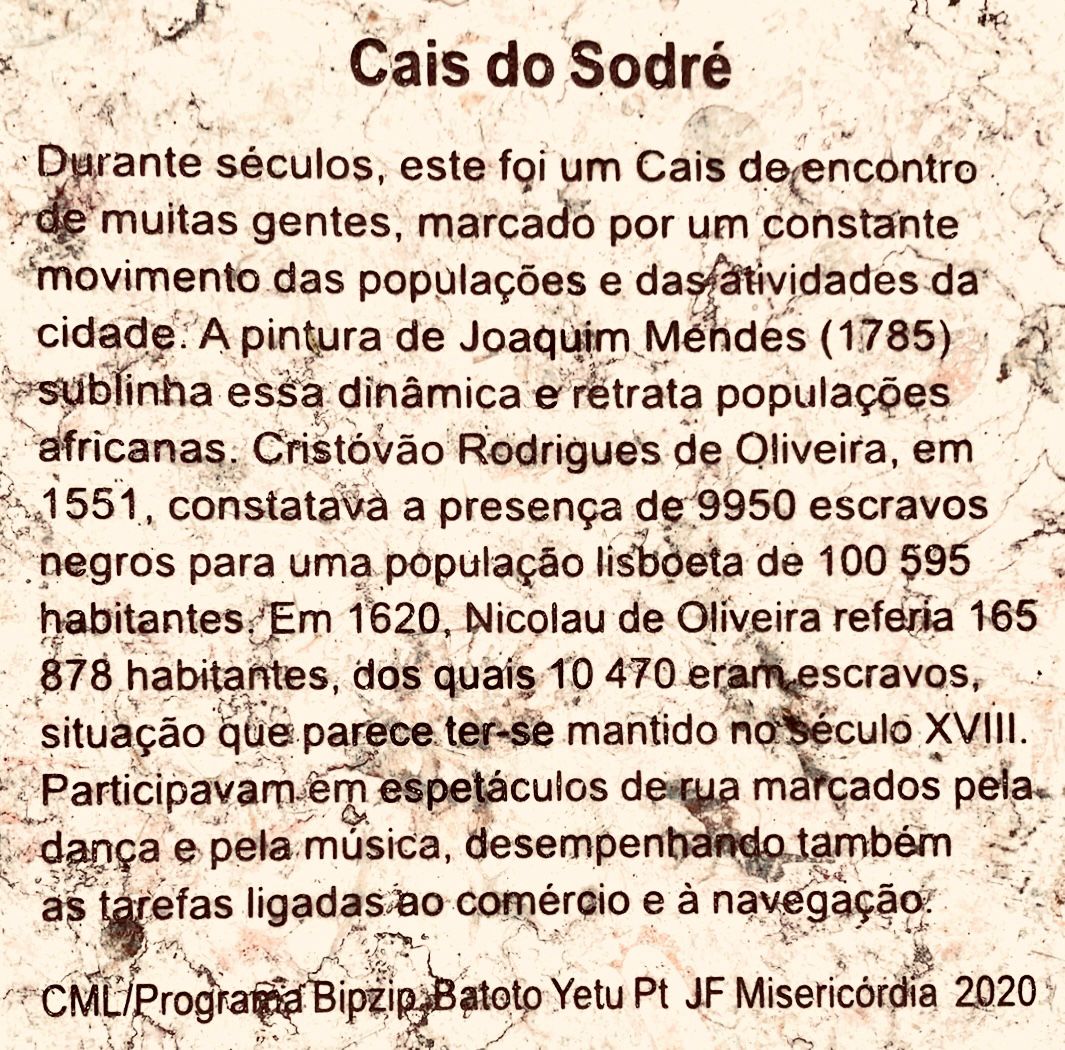 Cais do Sodré
Durante séculos, este foi um Cais de encontro
de muitas gentes, marcado por um constante
movimento das populações e das atividades da
cidade. A pintura de Joaquim Mendes (1785)
sublinha essa dinâmica e retrata populações
africanas. Cristóvão Rodrigues de Oliveira, em
1551, constatava a presença de 9950 escravos
negros para uma população lisboeta de 100 595
habitantes. Em 1620, Nicolau de Oliveira referia 165
878 habitantes, dos quais 10 470 eram escravos,
situação que parece ter-se mantido no século XVIII.
Participavam em espetáculos de rua marcados pela
dança e pela música, desempenhando também
as tarefas ligadas ao comércio e à navegação.
CML/Programa Bipzip Batoto Yetu Pt JF Misericórdia 2020